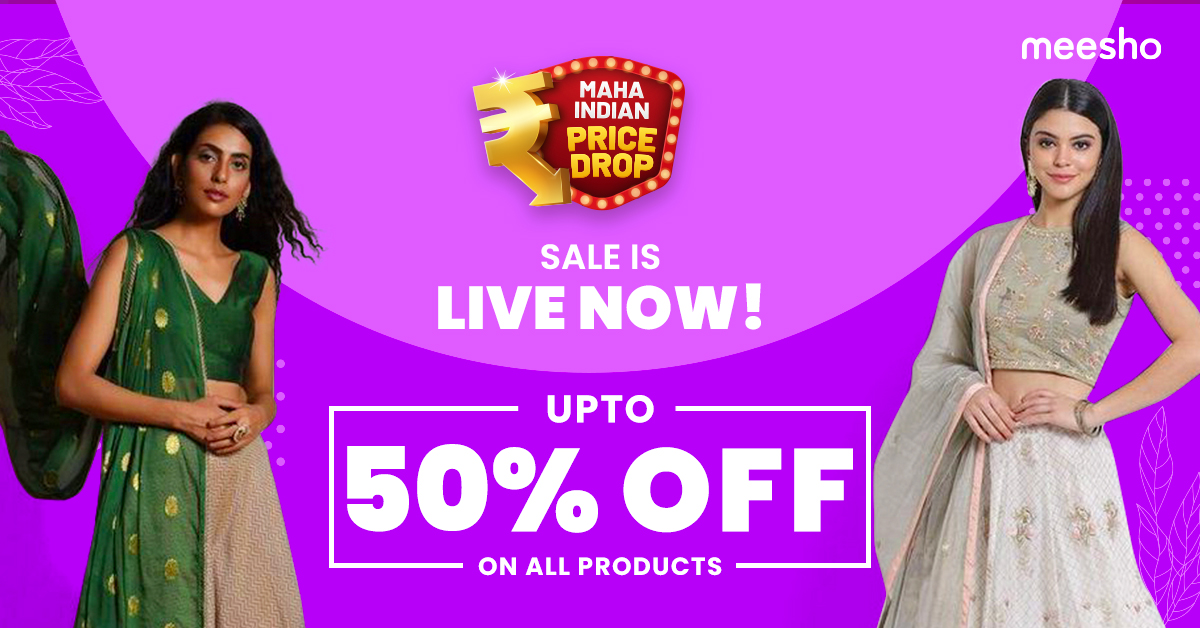 meesho
MAHA
INDIAN
PRICE
DROP
SALE IS
LIVE NOW!
UPTO
50% OFF
ON ALL PRODUCTS